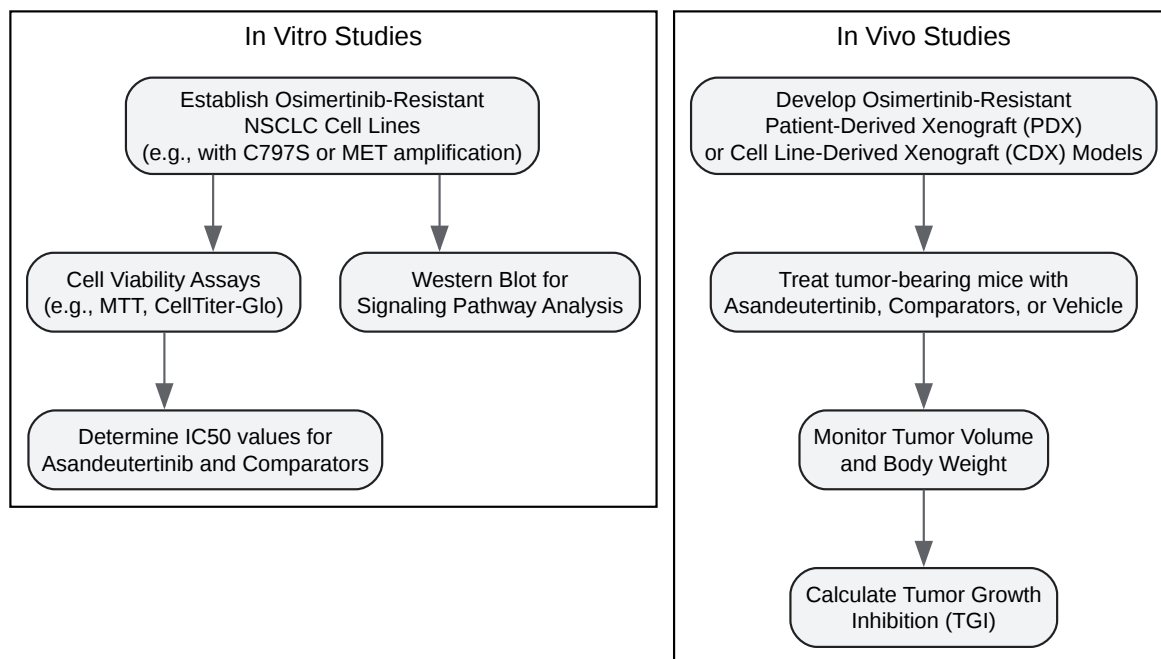 In Vitro Studies
Establish Osimertinib-Resistant
NSCLC Cell Lines
(e.g., with C797S or MET amplification)
Cell Viability Assays
(e.g., MTT, CellTiter-Glo)
Western Blot for
Signaling Pathway Analysis
Determine IC50 values for
Asandeutertinib and Comparators
In Vivo Studies
Develop Osimertinib-Resistant
Patient-Derived Xenograft (PDX)
or Cell Line-Derived Xenograft (CDX) Models
Treat tumor-bearing mice with
Asandeutertinib, Comparators, or Vehicle
Monitor Tumor Volume
and Body Weight
Calculate Tumor Growth
Inhibition (TGI)